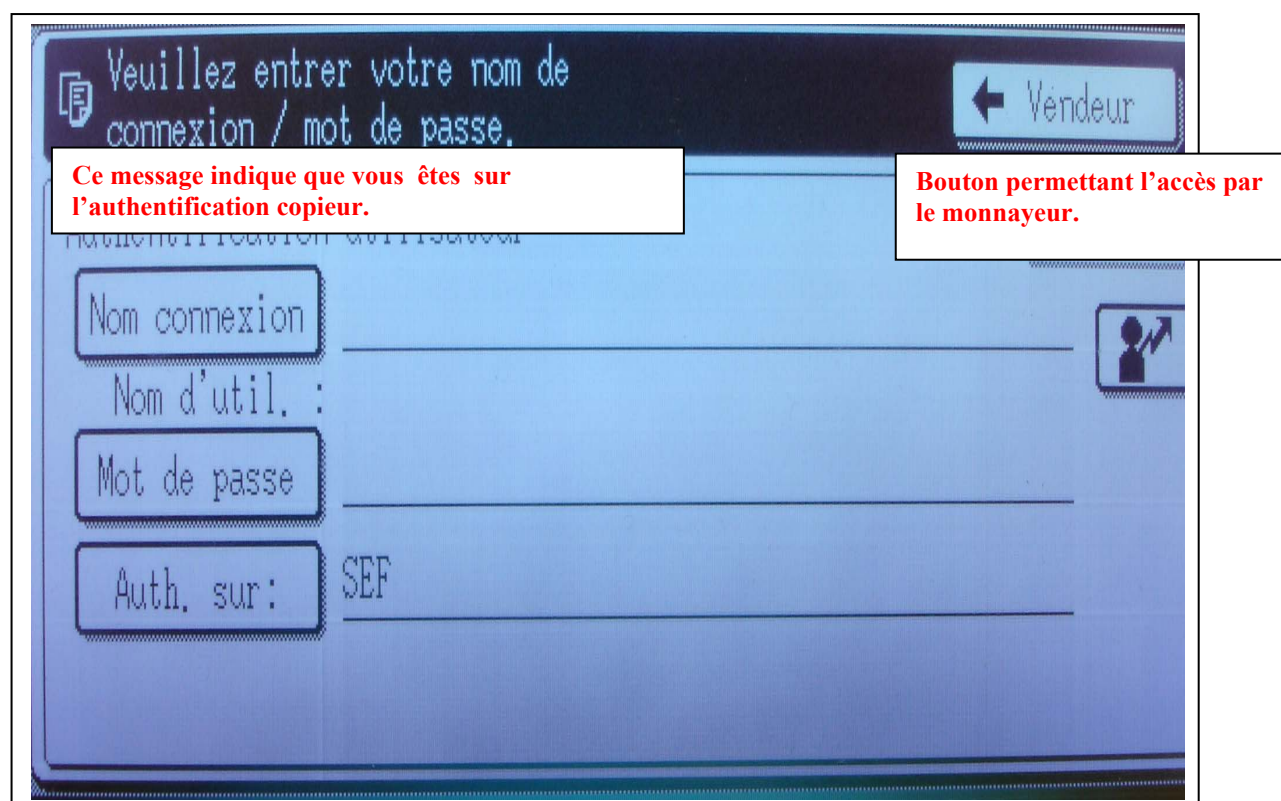 Veuillez entrer votre nom de
connexion / mot de passe.
← Véndeur
Ce message indique que vous êtes sur
l’authentification copieur.
Bouton permettant l’accès par
le monnayeur.
Nom connexion
Nom d'util. :
Mot de passe
Auth. sur:
SEF